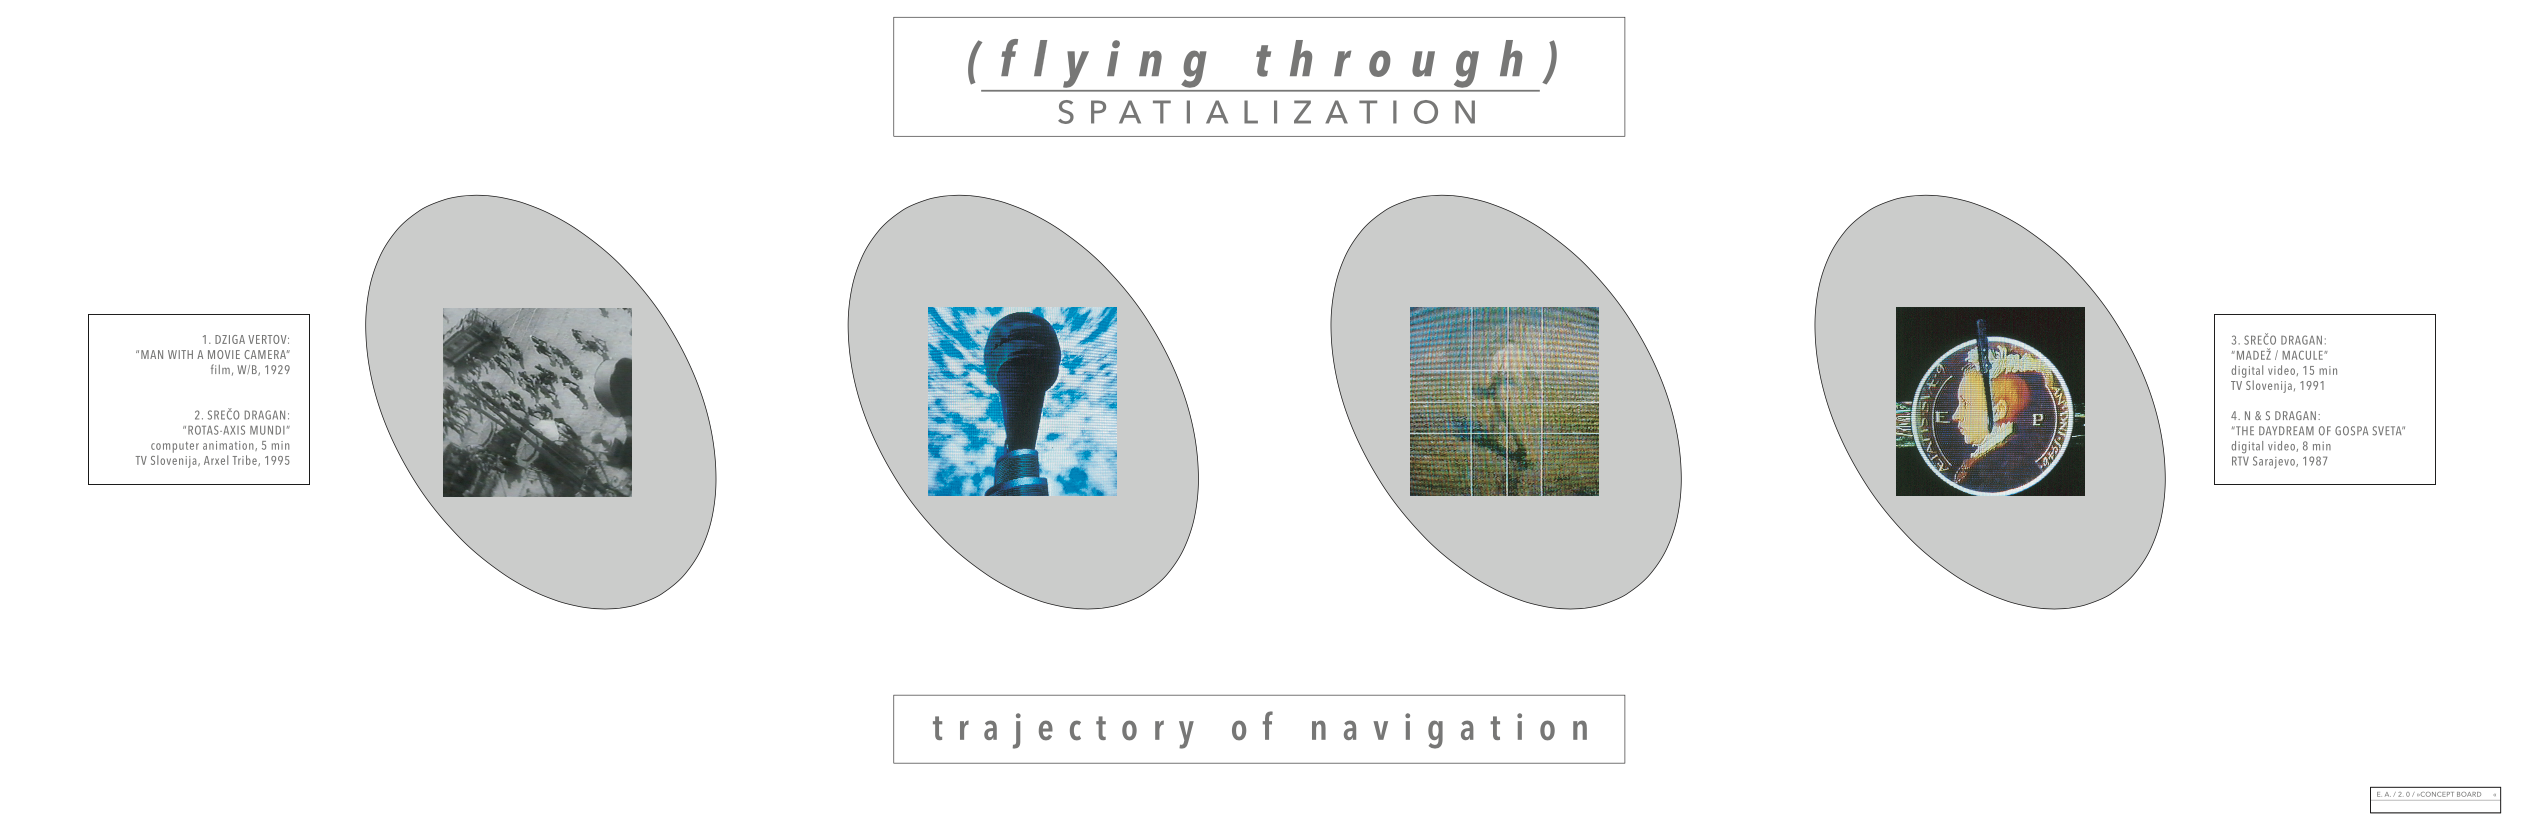 (flying through)
SPATIALIZATION
1. DZIGA VERTOV:
"MAN WITH A MOVIE CAMERA"
film, W/B, 1929
2. SREČO DRAGAN:
"ROTAS-AXIS MUNDI"
computer animation, 5 min
TV Slovenija, Arxel Tribe, 1995
E P
3. SREČO DRAGAN:
"MADEŽ / MACULE"
digital video, 15 min
TV Slovenija, 1991
4. N & S DRAGAN:
"THE DAYDREAM OF GOSPA SVETA"
digital video, 8 min
RTV Sarajevo, 1987
trajectory of navigation
E. A. / 2. 0 / »CONCEPT BOARD «